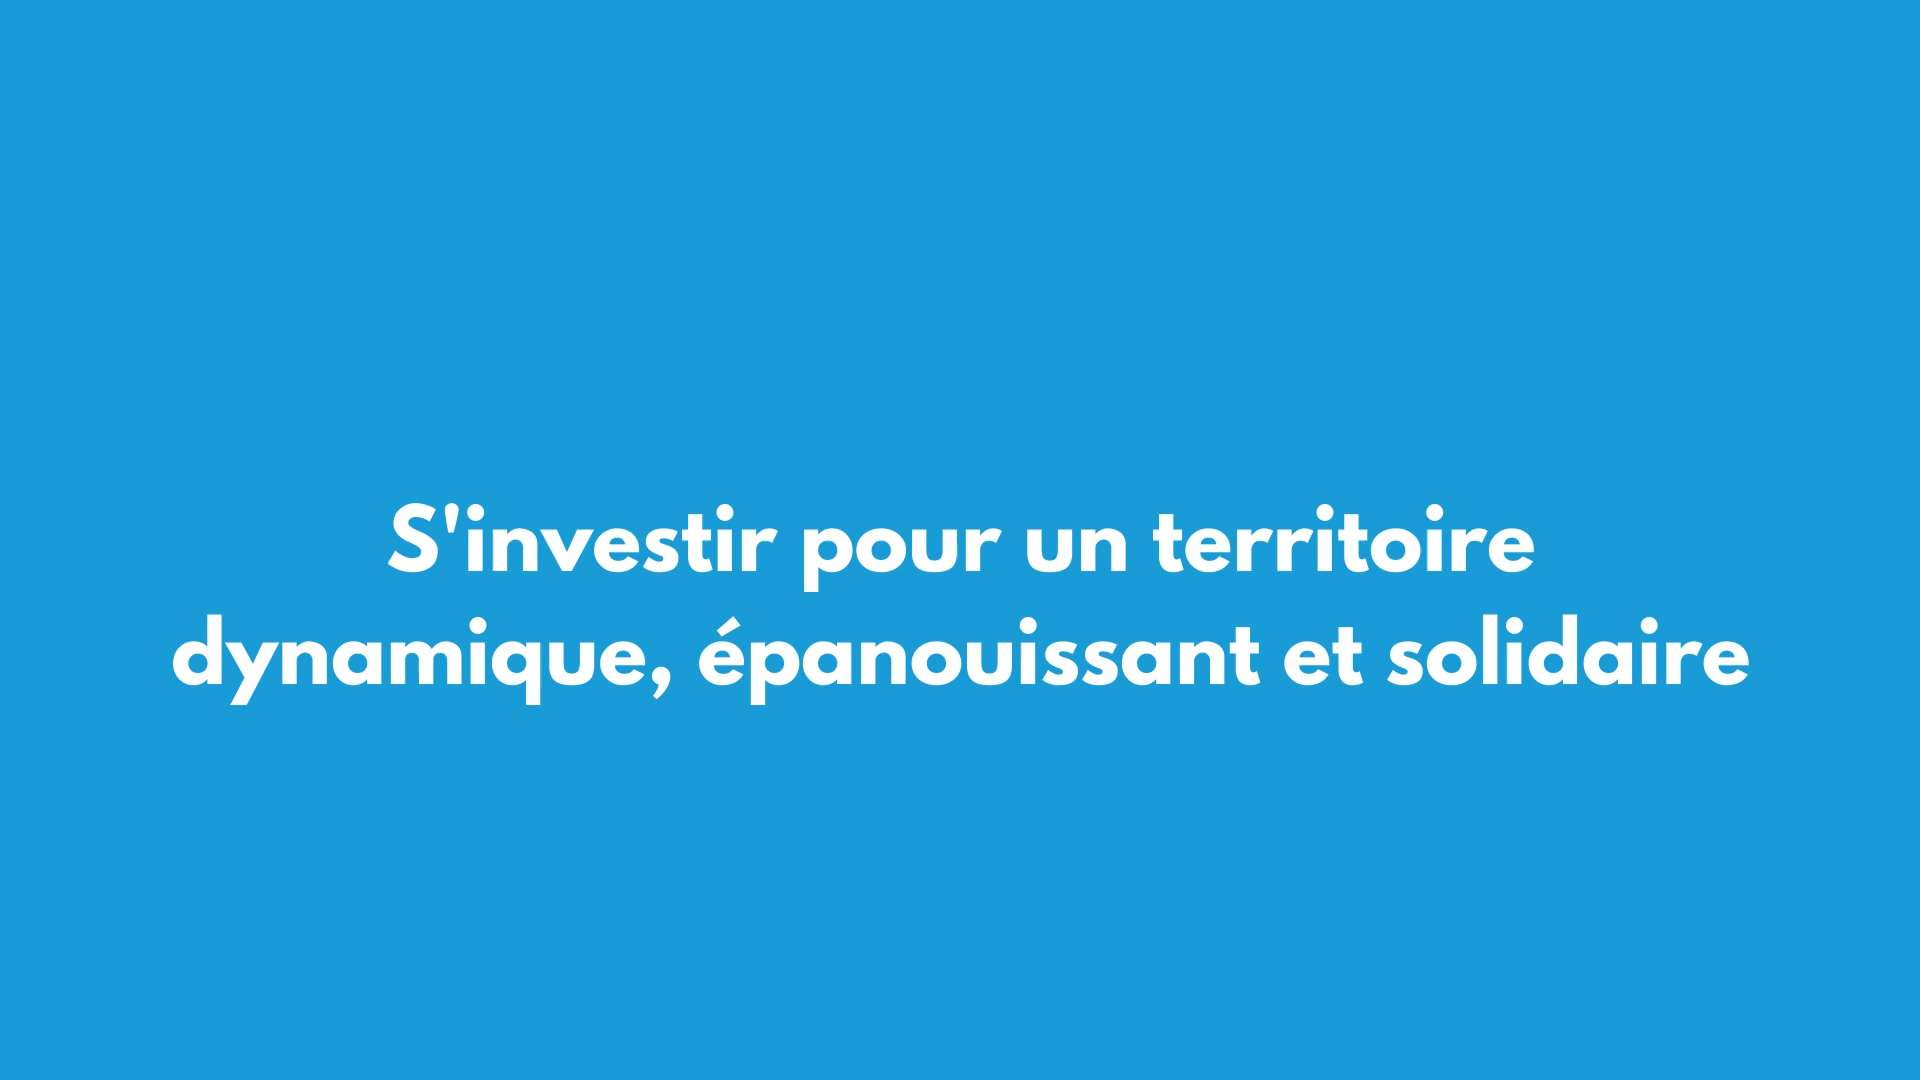 S'investir pour un territoire
dynamique, épanouissant et solidaire